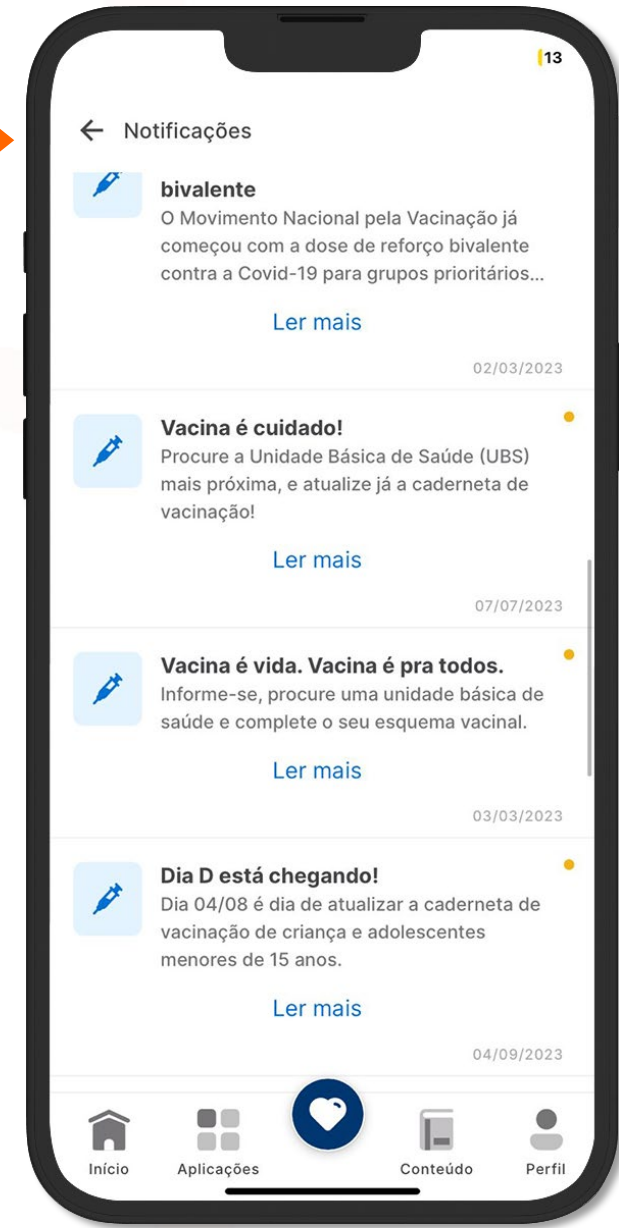 13
Notificações
bivalente
O Movimento Nacional pela Vacinação já
começou com a dose de reforço bivalente
contra a Covid-19 para grupos prioritários...
Ler mais
02/03/2023
Vacina é cuidado!
Procure a Unidade Básica de Saúde (UBS)
mais próxima, e atualize já a caderneta de
vacinação!
Ler mais
07/07/2023
Vacina é vida. Vacina é pra todos.
Informe-se, procure uma unidade básica de
saúde e complete o seu esquema vacinal.
Ler mais
03/03/2023
Dia D está chegando!
Dia 04/08 é dia de atualizar a caderneta de
vacinação de criança e adolescentes
menores de 15 anos.
Ler mais
04/09/2023
Início Aplicações Conteúdo Perfil